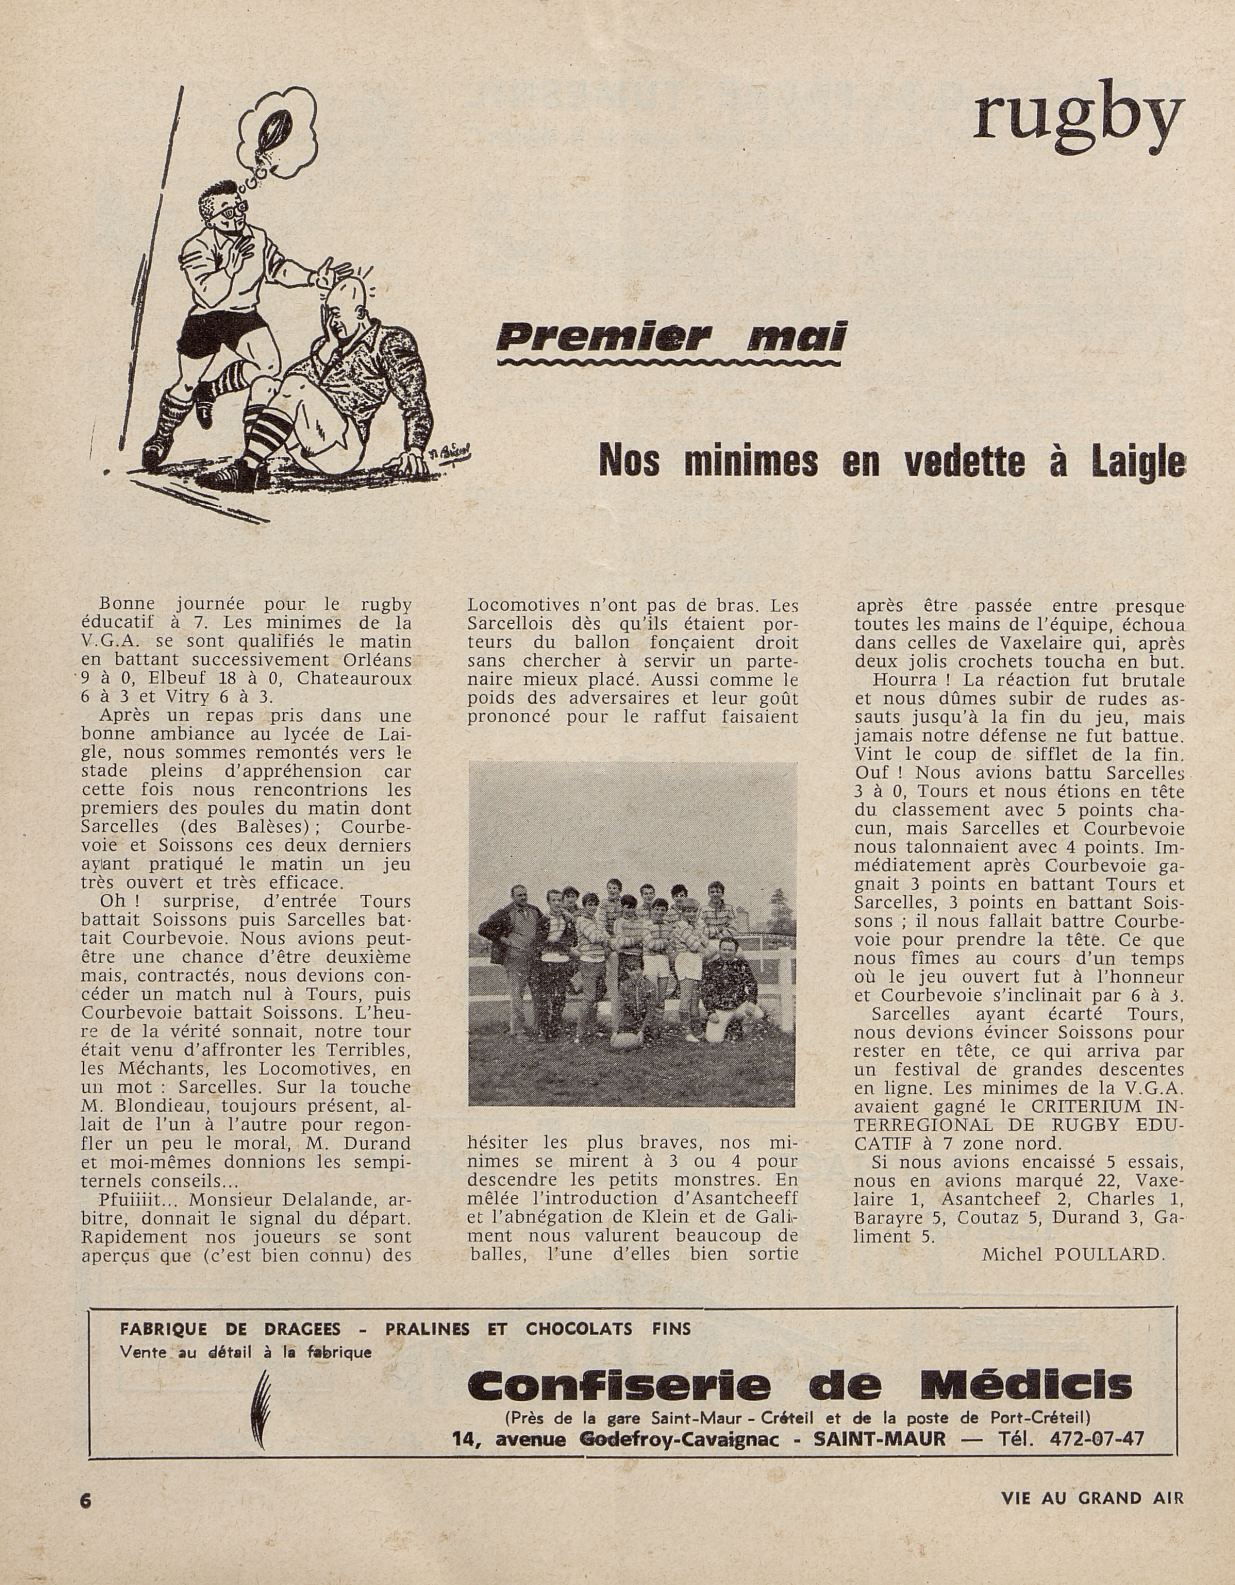 rugby
Premier mai
Nos minimes en vedette à Laigle
Bonne journée pour le rugby
éducatif à 7. Les minimes de la
V.G.A. se sont qualifiés le matin
en battant successivement Orléans
9 à 0, Elbeuf 18 à 0, Chateauroux
6 à 3 et Vitry 6 à 3.
Après un repas pris dans une
bonne ambiance au lycée de Lai-
gle, nous sommes remontés vers le
stade pleins d'appréhension car
cette fois nous rencontrions les
premiers des poules du matin dont
Sarcelles (des Balèses) ; Courbe-
voie et Soissons ces deux derniers
ayant pratiqué le matin un jeu
très ouvert et très efficace.
Oh ! surprise, d'entrée Tours
battait Soissons puis Sarcelles bat-
tait Courbevoie. Nous avions peut-
être une chance d'être deuxième
mais, contractés, nous devions con-
céder un match nul à Tours, puis
Courbevoie battait Soissons. L'heu-
re de la vérité sonnait, notre tour
était venu d'affronter les Terribles,
les Méchants, les Locomotives, en
un mot : Sarcelles. Sur la touche
M. Blondieau, toujours présent, al-
lait de l'un à l'autre pour regon-
fler un peu le moral, M. Durand
et moi-mêmes donnions les sempi-
ternels conseils...
Pfuiiiit... Monsieur Delalande, ar-
bitre, donnait le signal du départ.
Rapidement nos joueurs se sont
aperçus que (c'est bien connu) des
Locomotives n'ont pas de bras. Les
Sarcellois dès qu'ils étaient por-
teurs du ballon fonçaient droit
sans chercher à servir un parte-
naire mieux placé. Aussi comme le
poids des adversaires et leur goût
prononcé pour le raffut faisaient
hésiter les plus braves, nos mi-
nimes se mirent à 3 ou 4 pour
descendre les petits monstres. En
mêlée l'introduction d'Asantcheeff
et l'abnégation de Klein et de Gali-
ment nous valurent beaucoup de
balles, l'une d'elles bien sortie
après être passée entre presque
toutes les mains de l'équipe, échoua
dans celles de Vaxelaire qui, après
deux jolis crochets toucha en but.
Hourra ! La réaction fut brutale
et nous dûmes subir de rudes as-
sauts jusqu'à la fin du jeu, mais
jamais notre défense ne fut battue.
Vint le coup de sifflet de la fin.
Ouf ! Nous avions battu Sarcelles
3 à 0, Tours et nous étions en tête
du classement avec 5 points cha-
cun, mais Sarcelles et Courbevoie
nous talonnaient avec 4 points. Im-
médiatement après Courbevoie ga-
gnait 3 points en battant Tours et
Sarcelles, 3 points en battant Sois-
sons ; il nous fallait battre Courbe-
voie pour prendre la tête. Ce que
nous fîmes au cours d'un temps
où le jeu ouvert fut à l'honneur
et Courbevoie s'inclinait par 6 à 3.
Sarcelles ayant écarté Tours,
nous devions évincer Soissons pour
rester en tête, ce qui arriva par
un festival de grandes descentes
en ligne. Les minimes de la V.G.A.
avaient gagné le CRITERIUM IN-
TERREGIONAL DE RUGBY EDU-
CATIF à 7 zone nord.
Si nous avions encaissé 5 essais,
nous en avions marqué 22, Vaxe-
laire 1, Asantcheef 2, Charles 1,
Barayre 5, Coutaz 5, Durand 3, Ga-
liment 5.
Michel POULLARD.
FABRIQUE DE DRAGEES - PRALINES ET CHOCOLATS FINS
Vente au détail à la fabrique
Confiserie de Médicis
(Près de la gare Saint-Maur - Créteil et de la poste de Port-Créteil)
14, avenue Godefroy-Cavaignac - SAINT-MAUR — Tél. 472-07-47
6
VIE AU GRAND AIR